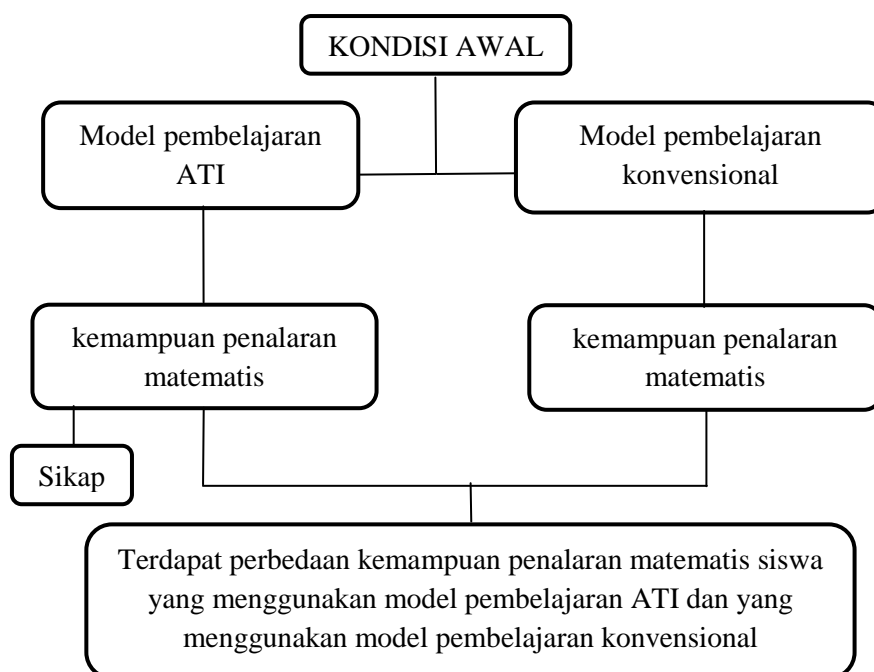 KONDISI AWAL
Model pembelajaran
ATI
Model pembelajaran
konvensional
kemampuan penalaran
matematis
kemampuan penalaran
matematis
Sikap
Terdapat perbedaan kemampuan penalaran matematis siswa
yang menggunakan model pembelajaran ATI dan yang
menggunakan model pembelajaran konvensional